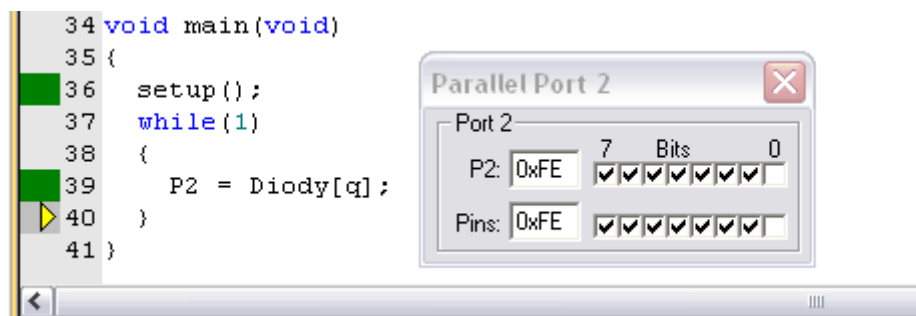 34 void main(void)
35 {
36 setup();
37 while(1)
38 {
39 P2 = Diody[q];
40 }
41 }
Parallel Port 2
Port 2
7 Bits 0
P2: 0xFE
Pins: 0xFE